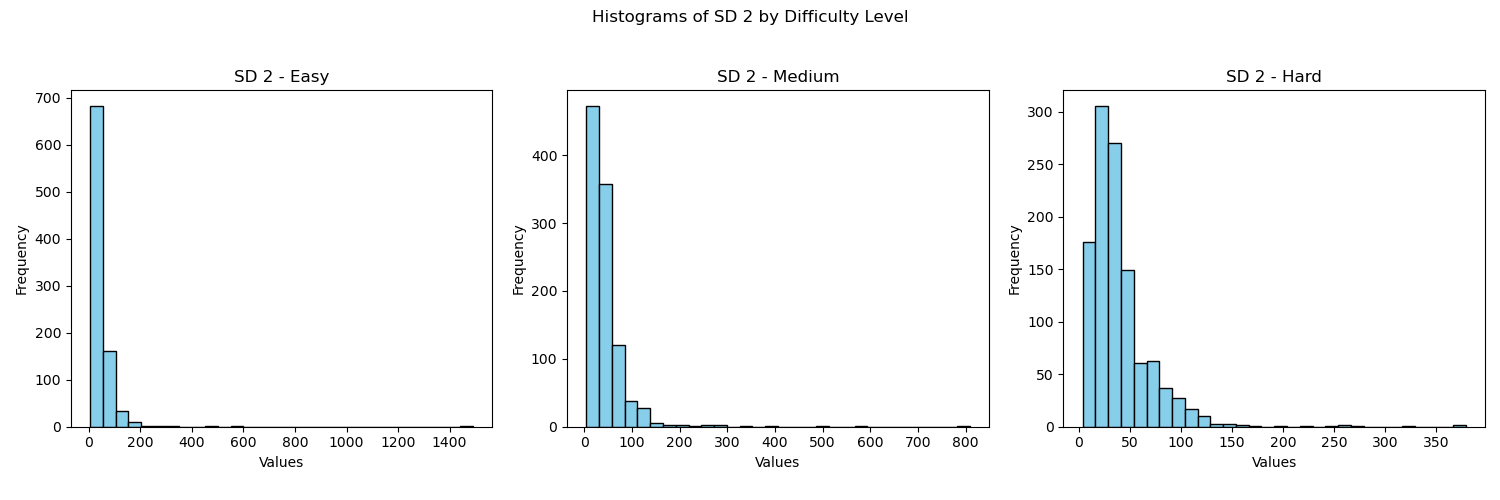 Histograms of SD 2 by Difficulty Level
SD 2 - Easy
700
600
500
400
300
200
100
0
Frequency
0 200 400 600 800 1000 1200 1400
Values
SD 2 - Medium
400
300
200
100
0
Frequency
0 100 200 300 400 500 600 700 800
Values
SD 2 - Hard
300
250
200
150
100
50
0
Frequency
0 50 100 150 200 250 300 350
Values